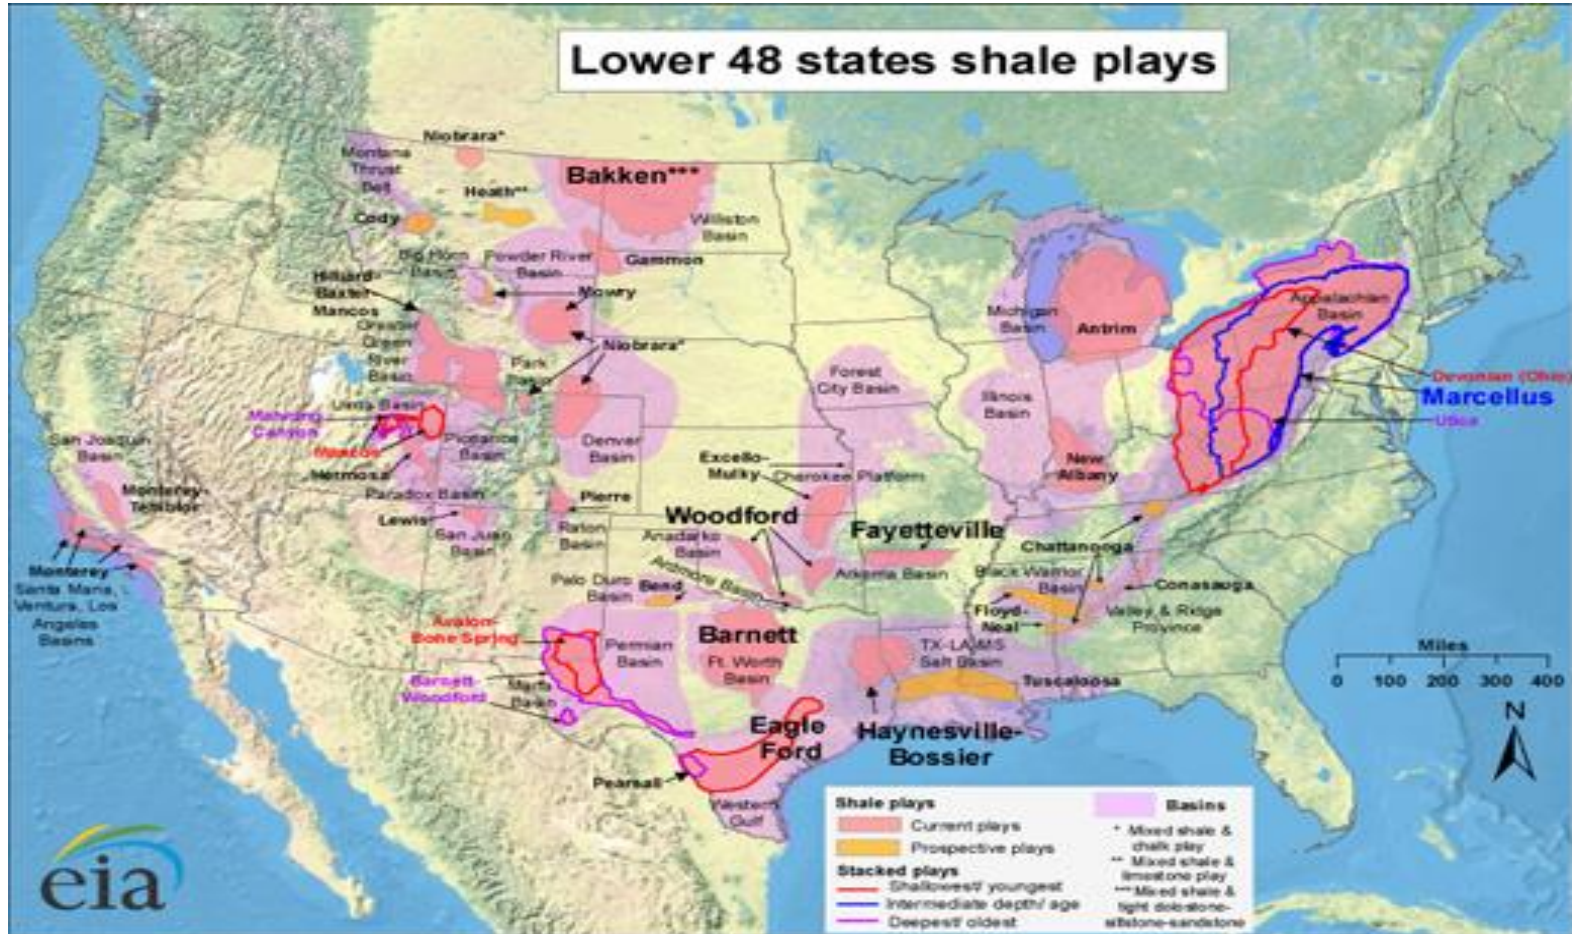 Lower 48 states shale plays
Niobrara*
Montana
Thrust
Belt
Bakken***
Heath**
Cody
Williston
Basin
Big Horn
Basin
Powder River
Basin
Gammon
Hilliard-
Baxter-
Mancos
Mowry
Greater
Green
River
Basin
Niobrara*
Park
Basin
Michigan
Basin
Antrim
Appalachian
Basin
Devonian (Ohio)
Marcellus
Utica
Forest
City Basin
Illinois
Basin
Uinta Basin
Manning
Canyon
Mancos
Piceance
Basin
Denver
Basin
Hermosa
San Joaquin
Basin
Monterey-
Temblor
Paradox Basin
Lewis
San Juan
Basin
Pierre
Raton
Basin
Excello-
Mulky
Cherokee Platform
New
Albany
Woodford
Anadarko
Basin
Fayetteville
Arkoma Basin
Ardmore Basin
Chattanooga
Black Warrior
Basin
Conasauga
Floyd-
Neal
Valley & Ridge
Province
Monterey
Santa Maria,
Ventura, Los
Angeles
Basins
Palo Duro
Basin
Bend
Avalon-
Bone Spring
Permian
Basin
Barnett
Ft. Worth
Basin
TX-LA-MS
Salt Basin
Tuscaloosa
Barnett-
Woodford
Marfa
Basin
Eagle
Ford
Haynesville-
Bossier
Pearsall
Western
Gulf
Miles
0 100 200 300 400
N
Shale plays
Current plays
Prospective plays
Stacked plays
Shallowest/ youngest
Intermediate depth/ age
Deepest/ oldest
Basins
* Mixed shale &
chalk play
** Mixed shale &
limestone play
***Mixed shale &
tight dolostone-
siltstone-sandstone
eia